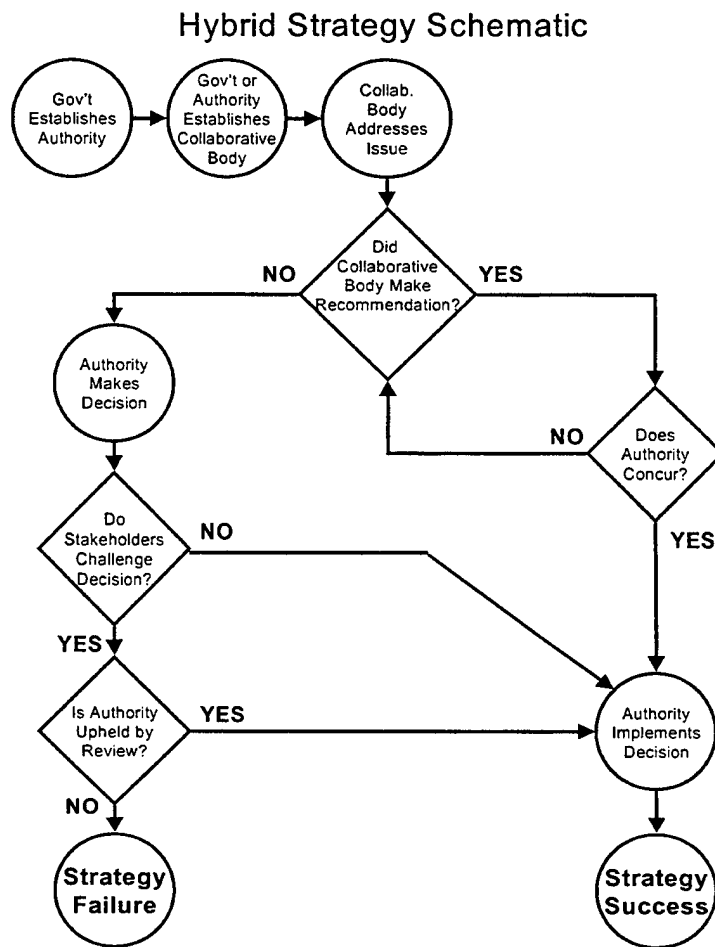 Hybrid Strategy Schematic
Gov't
Establishes
Authority
Gov't or
Authority
Establishes
Collaborative
Body
Collab.
Body
Addresses
Issue
Did
Collaborative
Body Make
Recommendation?
NO
YES
Authority
Makes
Decision
NO
Does
Authority
Concur?
Do
Stakeholders
Challenge
Decision?
NO
YES
YES
Is Authority
Upheld by
Review?
YES
Authority
Implements
Decision
NO
Strategy
Failure
Strategy
Success